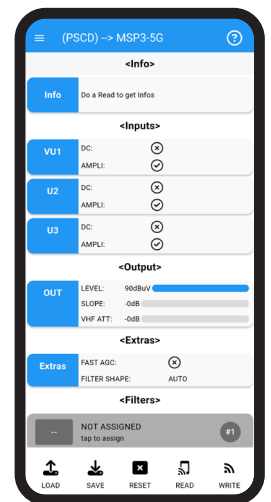 (PSCD) --> MSP3-5G ?
<Info>
Info Do a Read to get Infos
<Inputs>
VU1 DC:
AMPLI:
U2 DC:
AMPLI:
U3 DC:
AMPLI:
<Output>
OUT LEVEL: 90dBuV
SLOPE: -0dB
VHF ATT: -0dB
<Extras>
Extras FAST AGC:
FILTER SHAPE: AUTO
<Filters>
-- NOT ASSIGNED #1
tap to assign
LOAD SAVE RESET READ WRITE